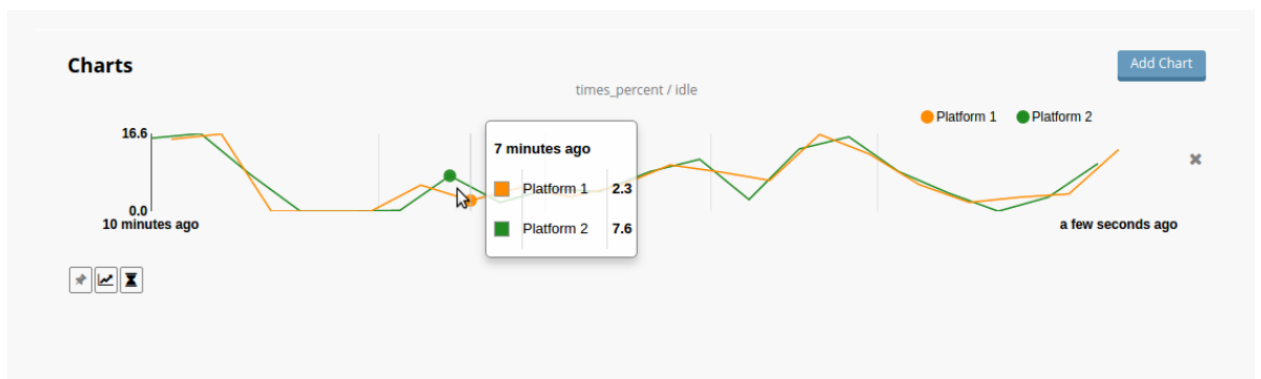 Charts
Add Chart
times_percent / idle
Platform 1 Platform 2
16.6
7 minutes ago
Platform 1 2.3
Platform 2 7.6
0.0
10 minutes ago
a few seconds ago